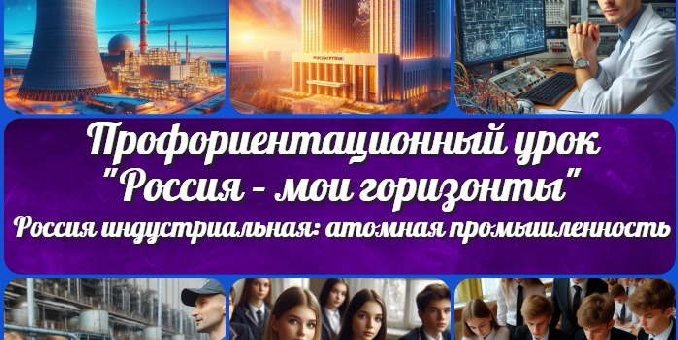 Профориентационный урок
"Россия – мои горизонты"
Россия индустриальная: атомная промышленность